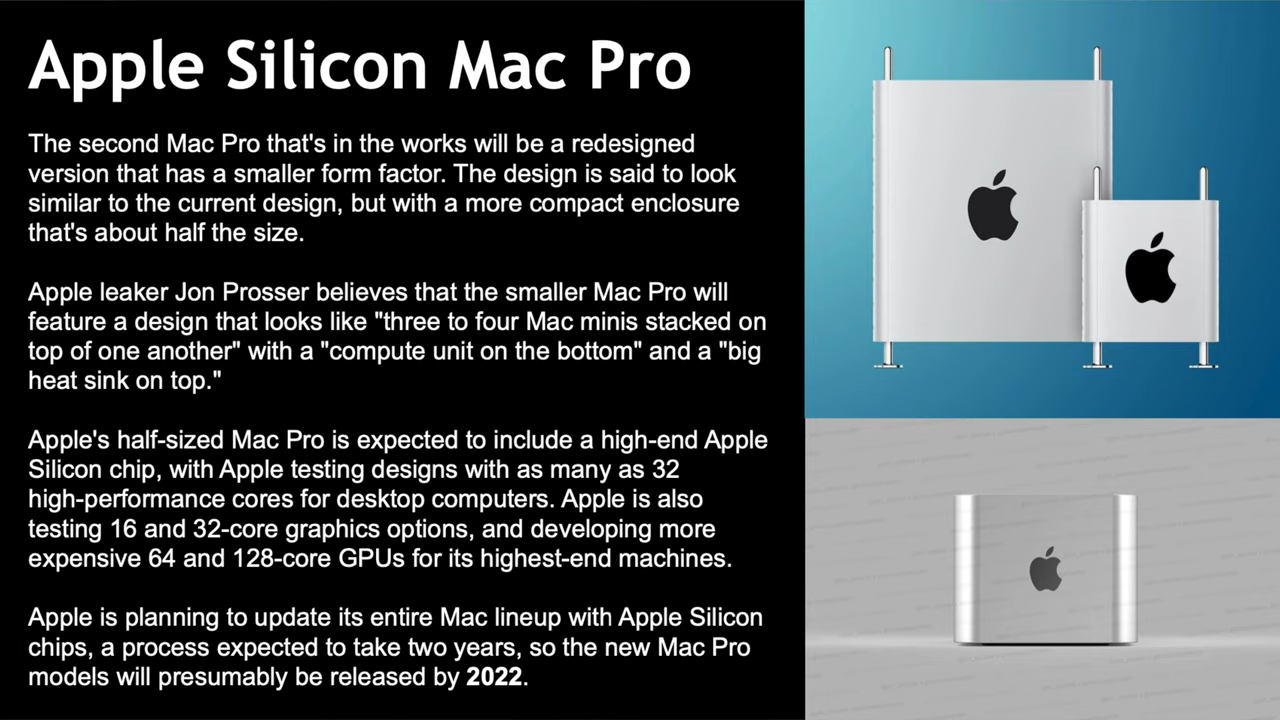 Apple Silicon Mac Pro
The second Mac Pro that's in the works will be a redesigned
version that has a smaller form factor. The design is said to look
similar to the current design, but with a more compact enclosure
that's about half the size.
Apple leaker Jon Prosser believes that the smaller Mac Pro will
feature a design that looks like "three to four Mac minis stacked on
top of one another" with a "compute unit on the bottom" and a "big
heat sink on top."
Apple's half-sized Mac Pro is expected to include a high-end Apple
Silicon chip, with Apple testing designs with as many as 32
high-performance cores for desktop computers. Apple is also
testing 16 and 32-core graphics options, and developing more
expensive 64 and 128-core GPUs for its highest-end machines.
Apple is planning to update its entire Mac lineup with Apple Silicon
chips, a process expected to take two years, so the new Mac Pro
models will presumably be released by 2022.